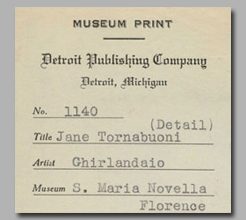 MUSEUM PRINT
Detroit Publishing Company
Detroit, Michigan
No. 1140
(Detail)
Title Jane Tornabuoni
Artist Ghirlandaio
Museum S. Maria Novella
Florence